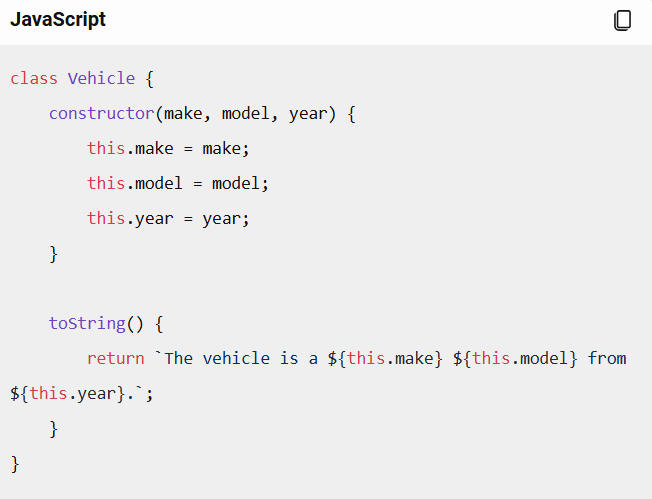 JavaScript
class Vehicle {
    constructor(make, model, year) {
        this.make = make;
        this.model = model;
        this.year = year;
    }

    toString() {
        return `The vehicle is a ${this.make} ${this.model} from
${this.year}.`;
    }
}